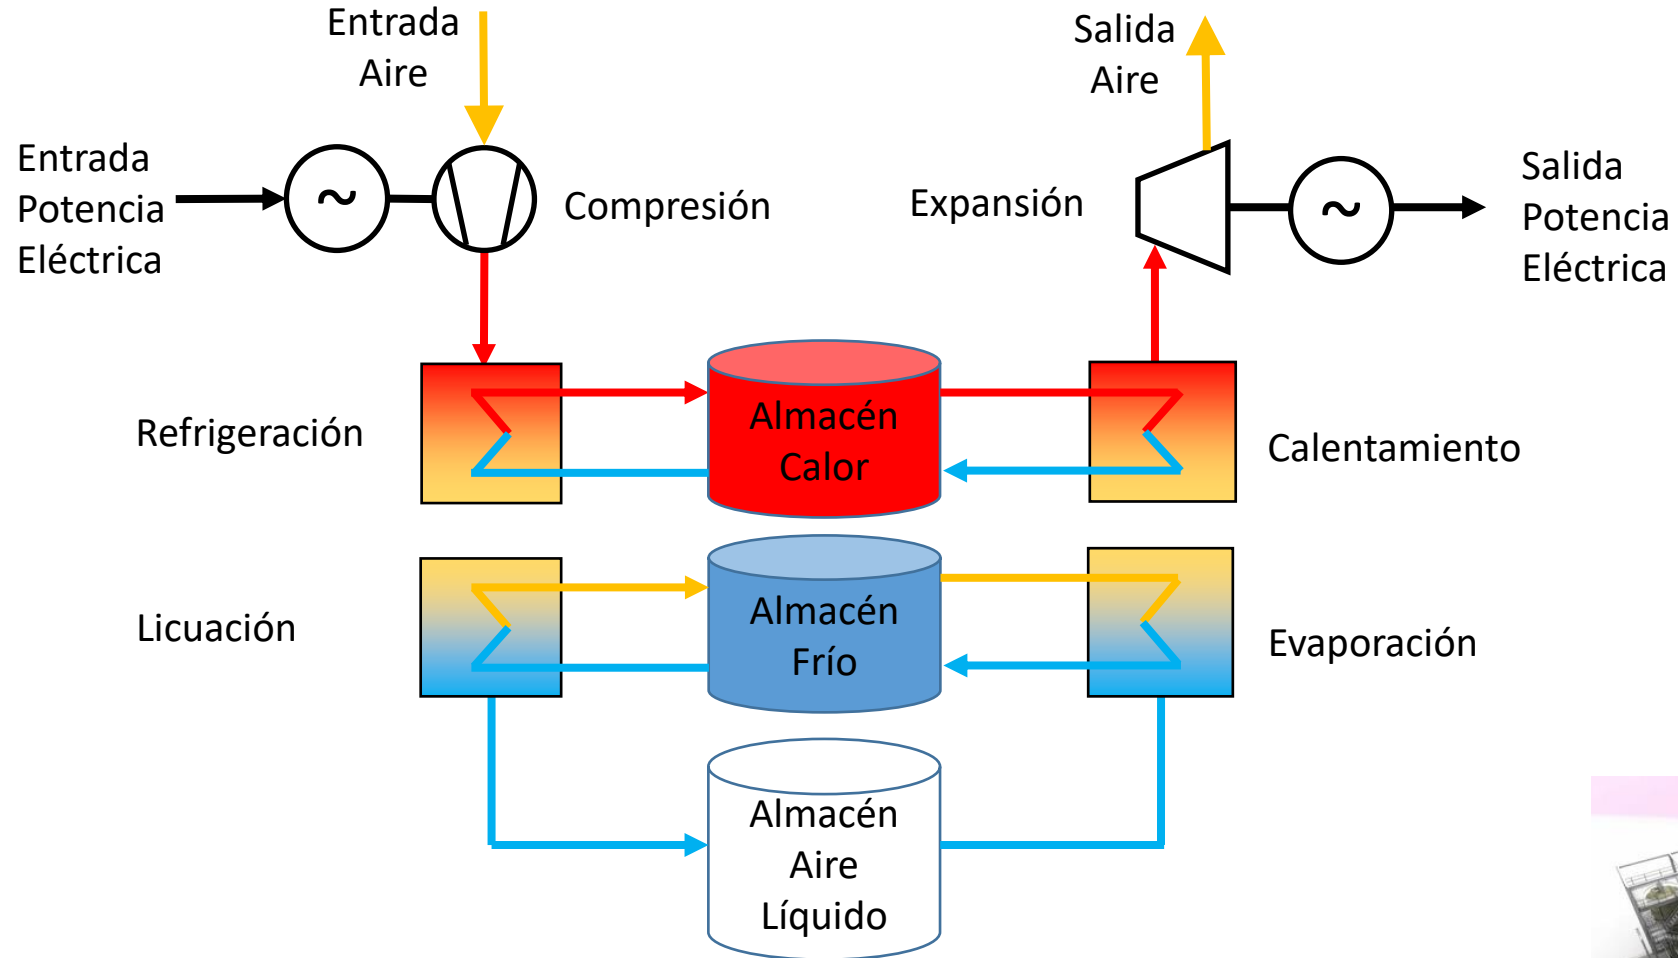 Entrada
Aire
Salida
Aire
Entrada
Potencia
Eléctrica
~
Compresión
Expansión
~
Salida
Potencia
Eléctrica
Refrigeración
Almacén
Calor
Calentamiento
Licuación
Almacén
Frío
Evaporación
Almacén
Aire
Líquido